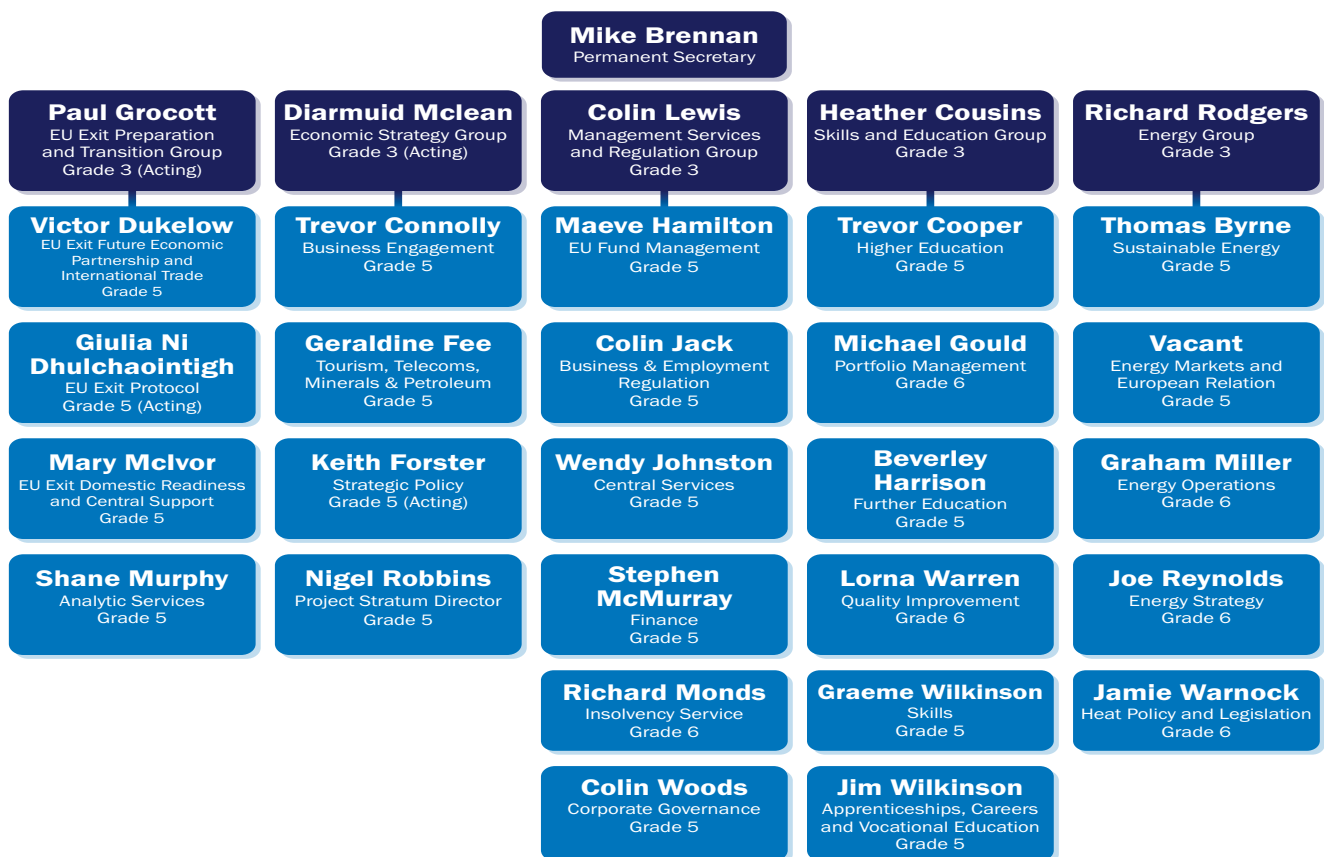 Mike Brennan
Permanent Secretary
Paul Grocott
EU Exit Preparation
and Transition Group
Grade 3 (Acting)
Diarmuid Mclean
Economic Strategy Group
Grade 3 (Acting)
Colin Lewis
Management Services
and Regulation Group
Grade 3
Heather Cousins
Skills and Education Group
Grade 3
Richard Rodgers
Energy Group
Grade 3
Victor Dukelow
EU Exit Future Economic
Partnership and
International Trade
Grade 5
Trevor Connolly
Business Engagement
Grade 5
Maeve Hamilton
EU Fund Management
Grade 5
Trevor Cooper
Higher Education
Grade 5
Thomas Byrne
Sustainable Energy
Grade 5
Giulia Ni
Dhulchaointigh
EU Exit Protocol
Grade 5 (Acting)
Geraldine Fee
Tourism, Telecoms,
Minerals & Petroleum
Grade 5
Colin Jack
Business & Employment
Regulation
Grade 5
Michael Gould
Portfolio Management
Grade 6
Vacant
Energy Markets and
European Relation
Grade 5
Mary McIvor
EU Exit Domestic Readiness
and Central Support
Grade 5
Keith Forster
Strategic Policy
Grade 5 (Acting)
Wendy Johnston
Central Services
Grade 5
Beverley
Harrison
Further Education
Grade 5
Graham Miller
Energy Operations
Grade 6
Shane Murphy
Analytic Services
Grade 5
Nigel Robbins
Project Stratum Director
Grade 5
Stephen
McMurray
Finance
Grade 5
Lorna Warren
Quality Improvement
Grade 6
Joe Reynolds
Energy Strategy
Grade 6
Richard Monds
Insolvency Service
Grade 6
Graeme Wilkinson
Skills
Grade 5
Jamie Warnock
Heat Policy and Legislation
Grade 6
Colin Woods
Corporate Governance
Grade 5
Jim Wilkinson
Apprenticeships, Careers
and Vocational Education
Grade 5